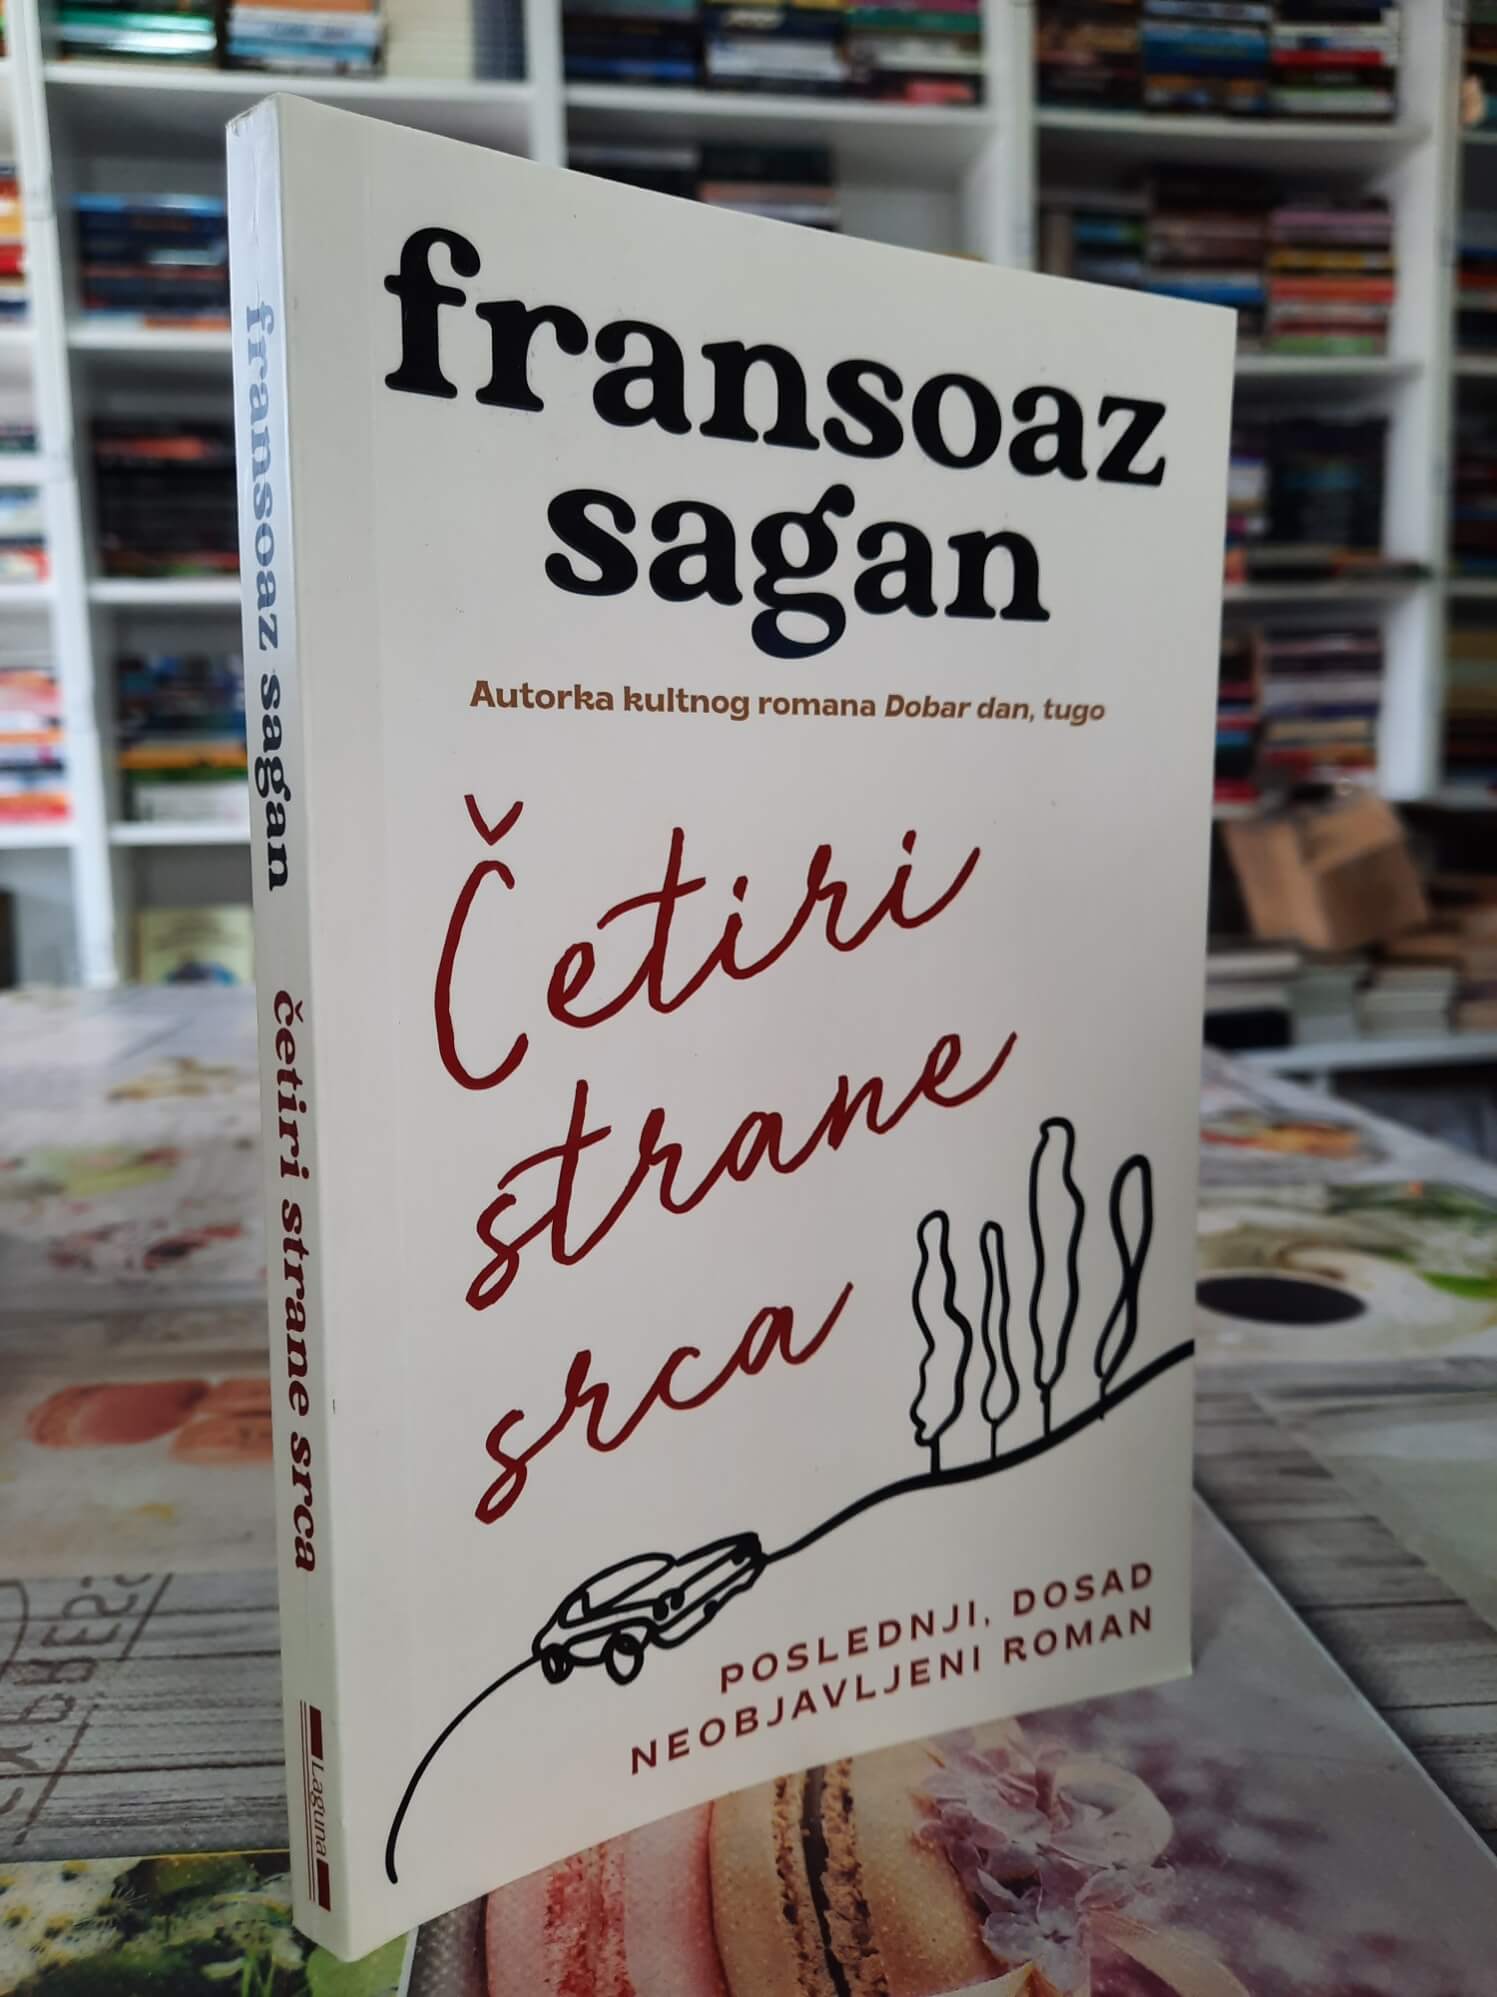 fransoaz
sagan
Autorka kultnog romana Dobar dan, tugo
Četiri
strane
srca
POSLEDNJI, DOSAD
NEOBJAVLJENI ROMAN
fransoaz sagan četiri strane srca
Laguna